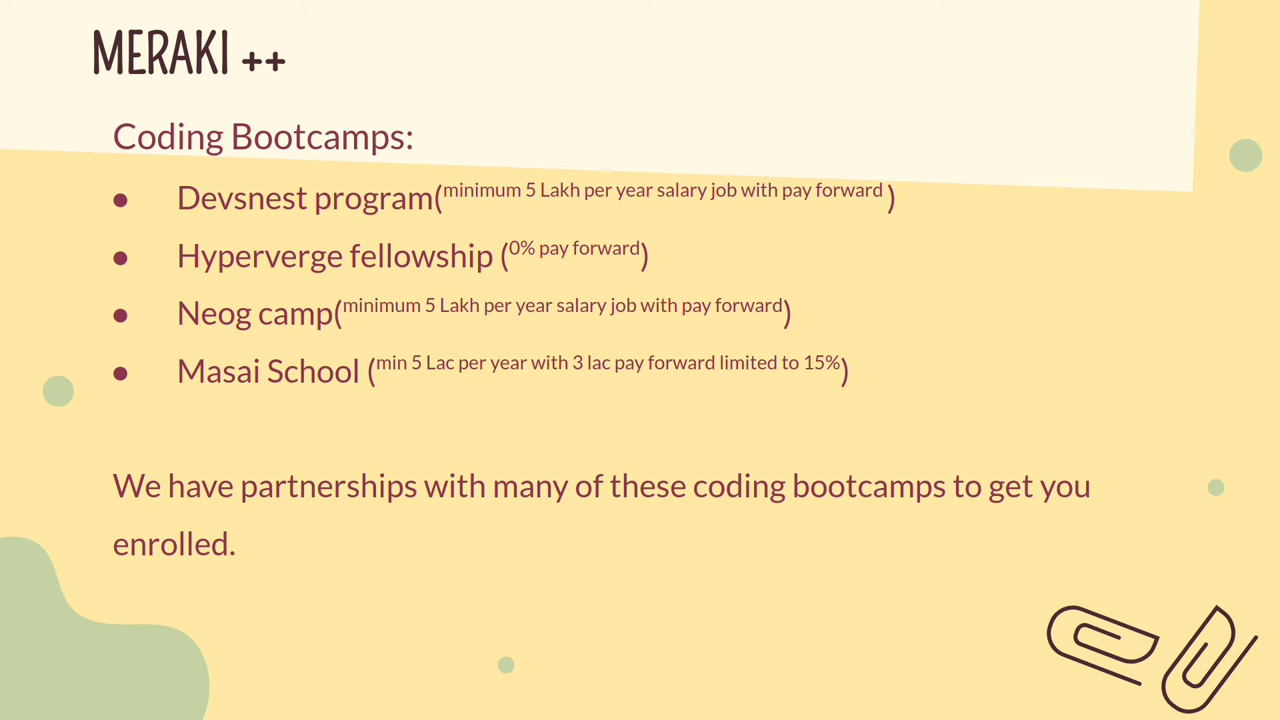 MERAKI ++
Coding Bootcamps:
● Devsnest program(minimum 5 Lakh per year salary job with pay forward )
● Hyperverge fellowship (0% pay forward)
● Neog camp(minimum 5 Lakh per year salary job with pay forward)
● Masai School (min 5 Lac per year with 3 lac pay forward limited to 15%)
We have partnerships with many of these coding bootcamps to get you
enrolled.